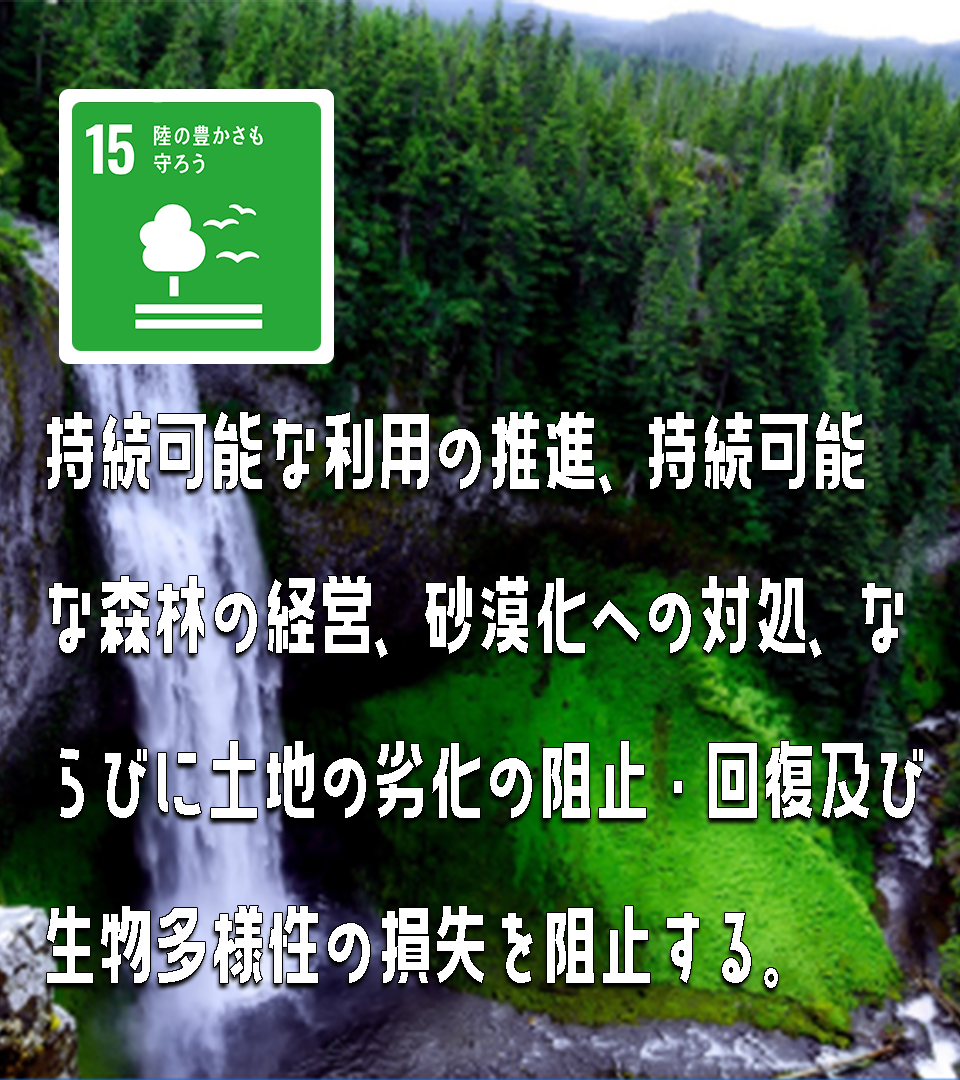 15
陸の豊かさも
守ろう
持続可能な利用の推進、持続可能
な森林の経営、砂漠化への対処、な
らびに土地の劣化の阻止・回復及び
生物多様性の損失を阻止する。